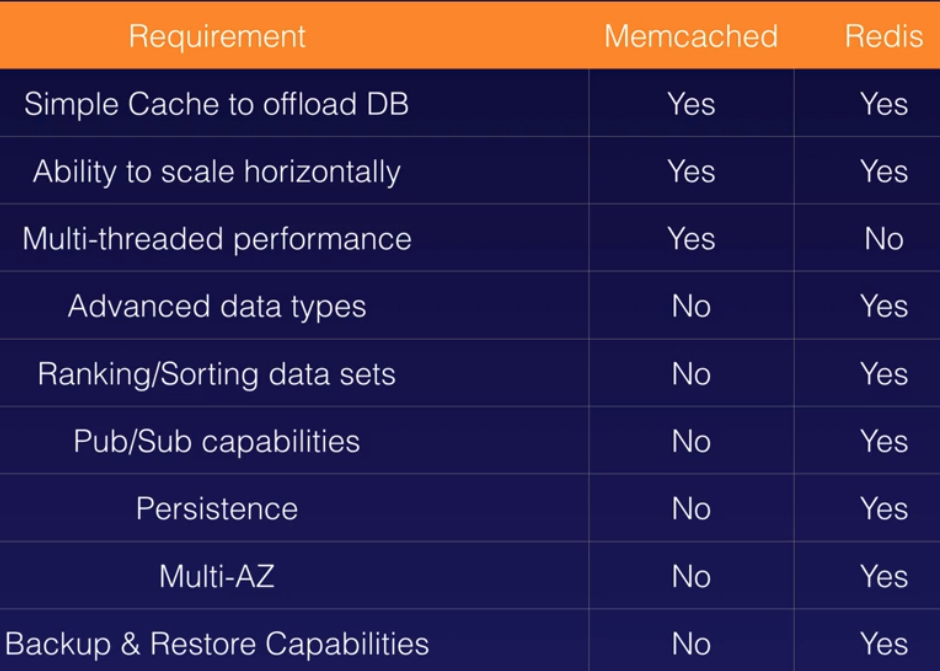 Requirement Memcached Redis
Simple Cache to offload DB Yes Yes
Ability to scale horizontally Yes Yes
Multi-threaded performance Yes No
Advanced data types No Yes
Ranking/Sorting data sets No Yes
Pub/Sub capabilities No Yes
Persistence No Yes
Multi-AZ No Yes
Backup & Restore Capabilities No Yes